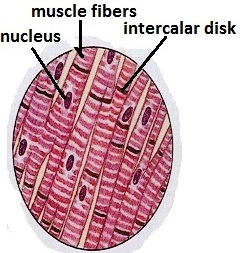 muscle fibers
nucleus
intercalar disk